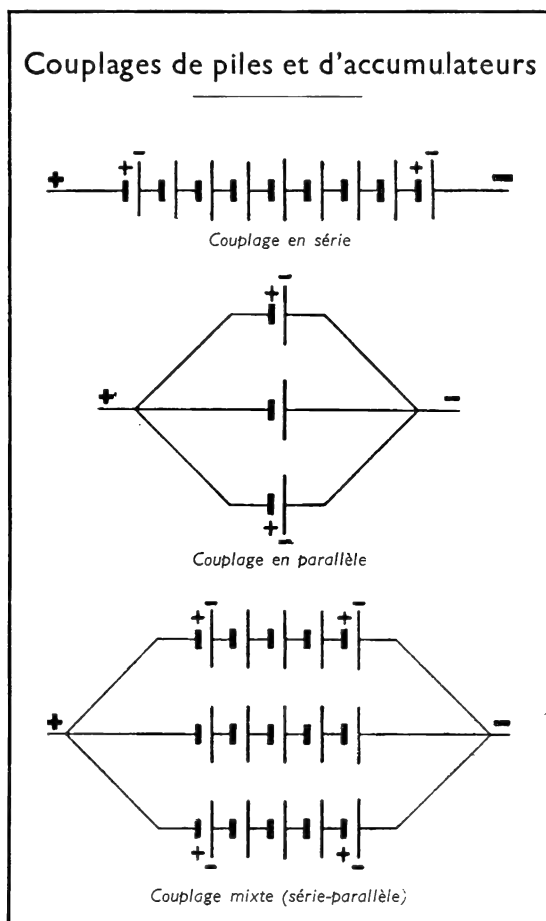 Couplages de piles et d'accumulateurs
+ - + - + -
Couplage en série
+ -
+ -
+ -
Couplage en parallèle
+ - + -
+ -
+ - + -
Couplage mixte (série-parallèle)